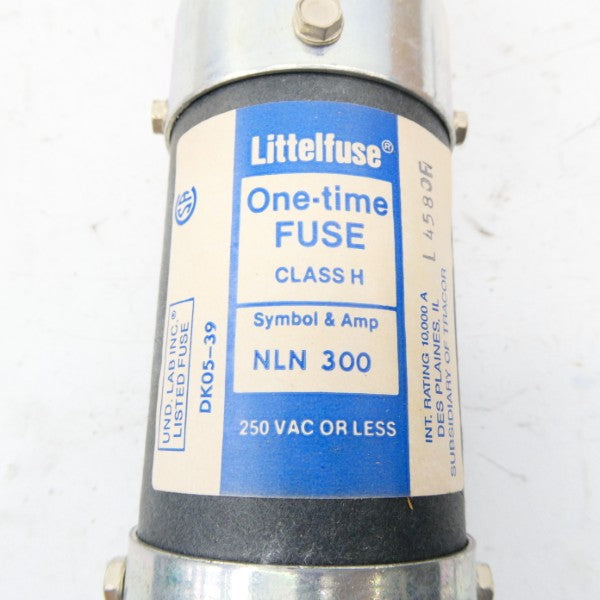 Littelfuse®
One-time
FUSE
CLASS H
Symbol & Amp
NLN 300
250 VAC OR LESS
UND. LAB INC.®
LISTED FUSE
DK05-39
INT. RATING 10,000 A
DES PLAINES, IL
SUBSIDIARY OF TRACOR